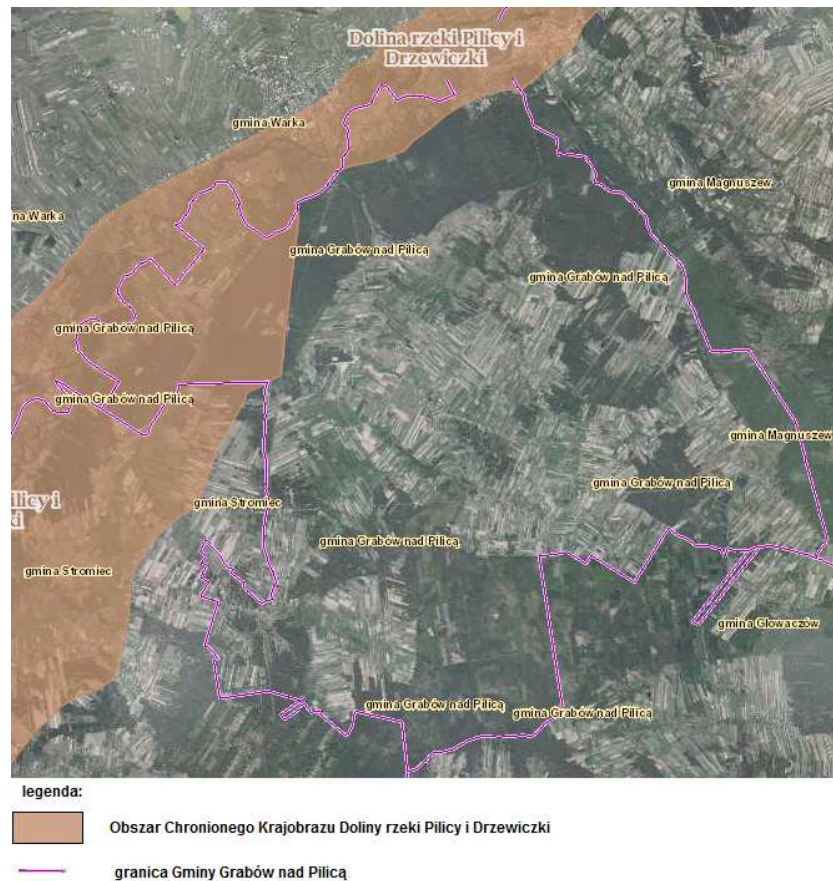 Dolina rzeki Pilicy i
Drzewiczki
gmina Warka
gmina Magnuszew
na Warka
gmina Grabów nad Pilicą
gmina Grabów nad Pilicą
gmina Grabów nad Pilicą
gmina Grabów nad Pilicą
gmina Magnuszew
gmina Grabów nad Pilicą
ilicy i
ki
gmina Stromiec
gmina Grabów nad Pilicą
gmina Stromiec
gmina Głowaczów
gmina Grabów nad Pilicą
gmina Grabów nad Pilicą
legenda:
Obszar Chronionego Krajobrazu Doliny rzeki Pilicy i Drzewiczki
granica Gminy Grabów nad Pilicą